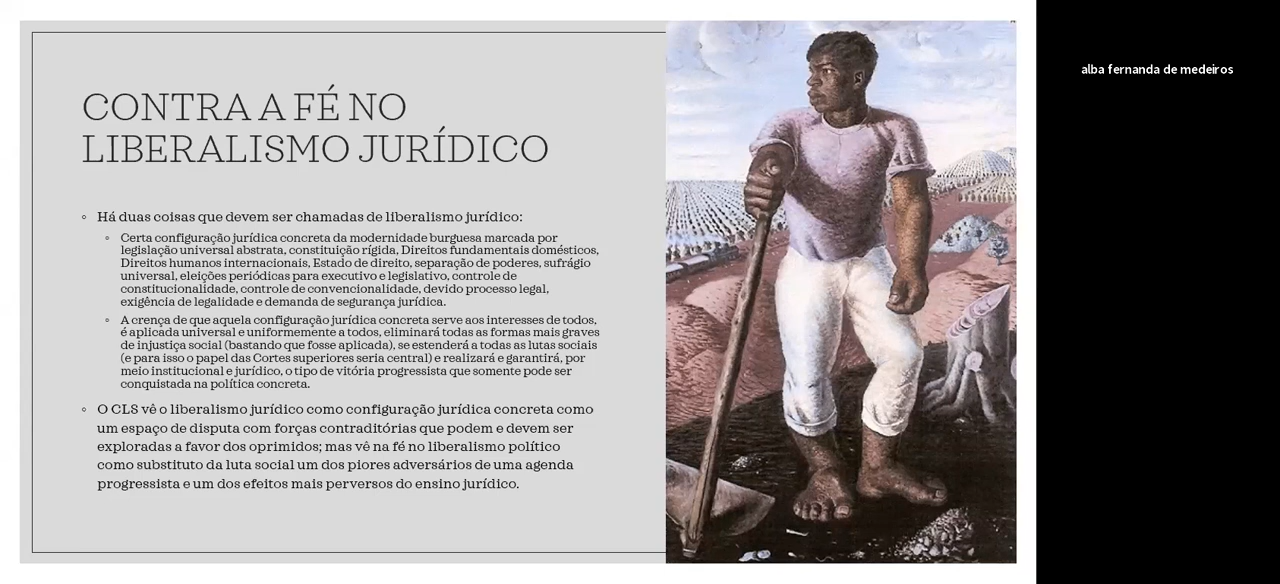 CONTRA A FÉ NO
LIBERALISMO JURÍDICO
◦ Há duas coisas que devem ser chamadas de liberalismo jurídico:
◦ Certa configuração jurídica concreta da modernidade burguesa marcada por
legislação universal abstrata, constituição rígida, Direitos fundamentais domésticos,
Direitos humanos internacionais, Estado de direito, separação de poderes, sufrágio
universal, eleições periódicas para executivo e legislativo, controle de
constitucionalidade, controle de convencionalidade, devido processo legal,
exigência de legalidade e demanda de segurança jurídica.
◦ A crença de que aquela configuração jurídica concreta serve aos interesses de todos,
é aplicada universal e uniformemente a todos, eliminará todas as formas mais graves
de injustiça social (bastando que fosse aplicada), se estenderá a todas as lutas sociais
(e para isso o papel das Cortes superiores seria central) e realizará e garantirá, por
meio institucional e jurídico, o tipo de vitória progressista que somente pode ser
conquistada na política concreta.
◦ O CLS vê o liberalismo jurídico como configuração jurídica concreta como
um espaço de disputa com forças contraditórias que podem e devem ser
exploradas a favor dos oprimidos; mas vê na fé no liberalismo político
como substituto da luta social um dos piores adversários de uma agenda
progressista e um dos efeitos mais perversos do ensino jurídico.
alba fernanda de medeiros